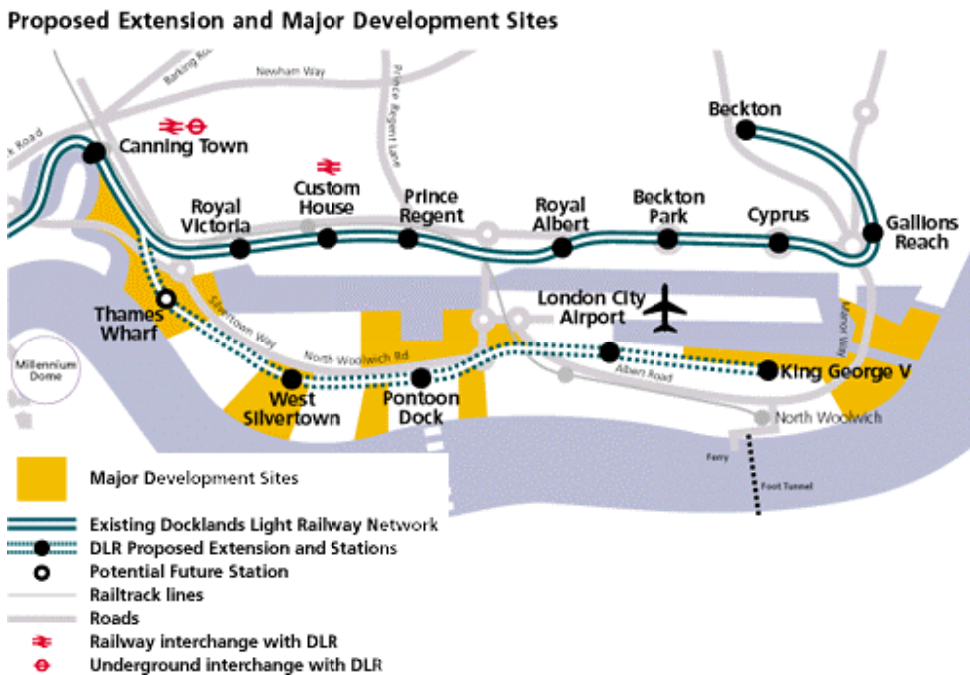 Proposed Extension and Major Development Sites
Barking Ro
Newham Way
Prince Regent Lane
ck Road
Canning Town
Beckton
Royal
Victoria
Custom
House
Prince
Regent
Royal
Albert
Beckton
Park
Cyprus
Gallions
Reach
London City
Airport
Thames
Wharf
Silvertown Way
Manor Way
Millennium
Dome
North Woolwich Rd
Albert Road
King George V
West
Silvertown
Pontoon
Dock
North Woolwich
Ferry
Foot Tunnel
Major Development Sites
Existing Docklands Light Railway Network
DLR Proposed Extension and Stations
Potential Future Station
Railtrack lines
Roads
Railway interchange with DLR
Underground interchange with DLR